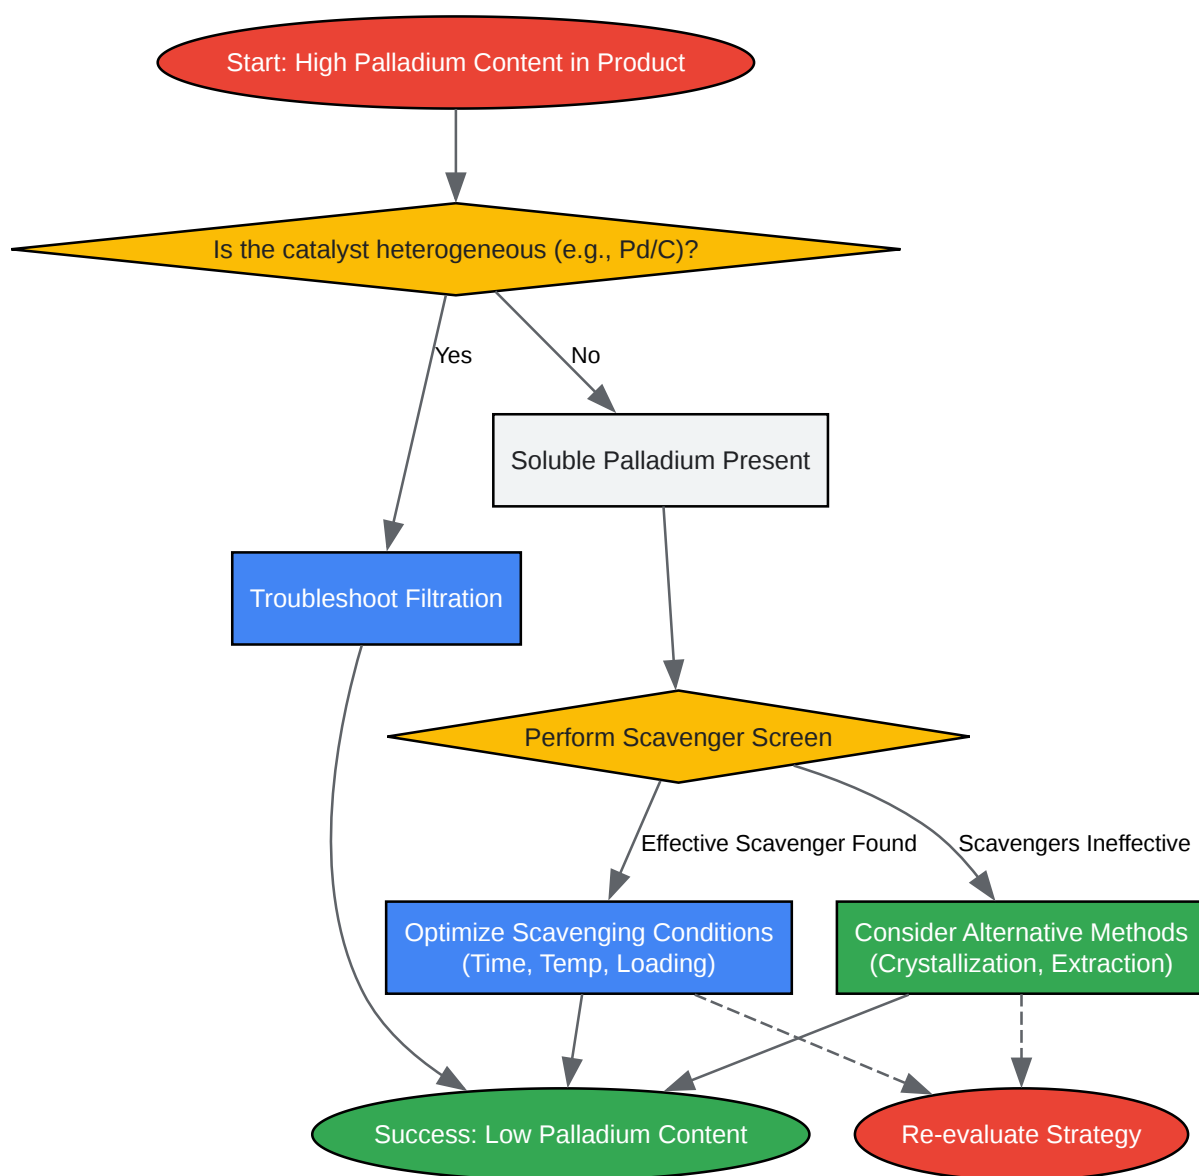 Start: High Palladium Content in Product
Is the catalyst heterogeneous (e.g., Pd/C)?
Yes
No
Soluble Palladium Present
Troubleshoot Filtration
Perform Scavenger Screen
Effective Scavenger Found
Scavengers Ineffective
Optimize Scavenging Conditions
(Time, Temp, Loading)
Consider Alternative Methods
(Crystallization, Extraction)
Success: Low Palladium Content
Re-evaluate Strategy